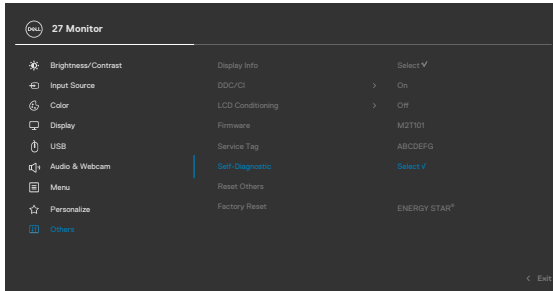 DELL 27 Monitor
Brightness/Contrast Display Info Select √
Input Source DDC/CI > On
Color LCD Conditioning > Off
Display Firmware M2T101
USB Service Tag ABCDEFG
Audio & Webcam Self-Diagnostic Select √
Menu Reset Others
Personalize Factory Reset ENERGY STAR®
Others
< Exit